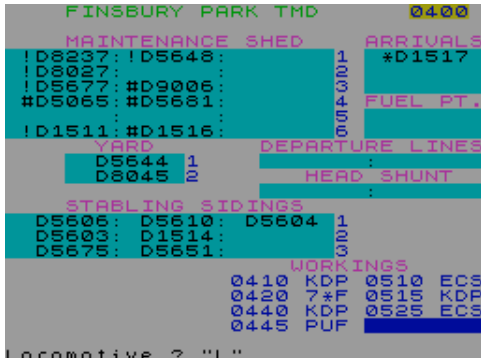 FINSBURY PARK TMD 0400
MAINTENANCE SHED ARRIVALS
!D8237: !D5648: 1 *D1517
!D8027: : 2
!D5677: #D9006: 3
#D5065: #D5681: 4 FUEL PT.
: : 5
!D1511: #D1516: 6
YARD DEPARTURE LINES
D5644 1 :
D8045 2 HEAD SHUNT
:
STABLING SIDINGS
D5606: D5610: D5604 1
D5603: D1514: 2
D5675: D5651: 3
WORKINGS
0410 KDP 0510 ECS
0420 7*F 0515 KDP
0440 KDP 0525 ECS
0445 PUF
Locomotive ? "L"